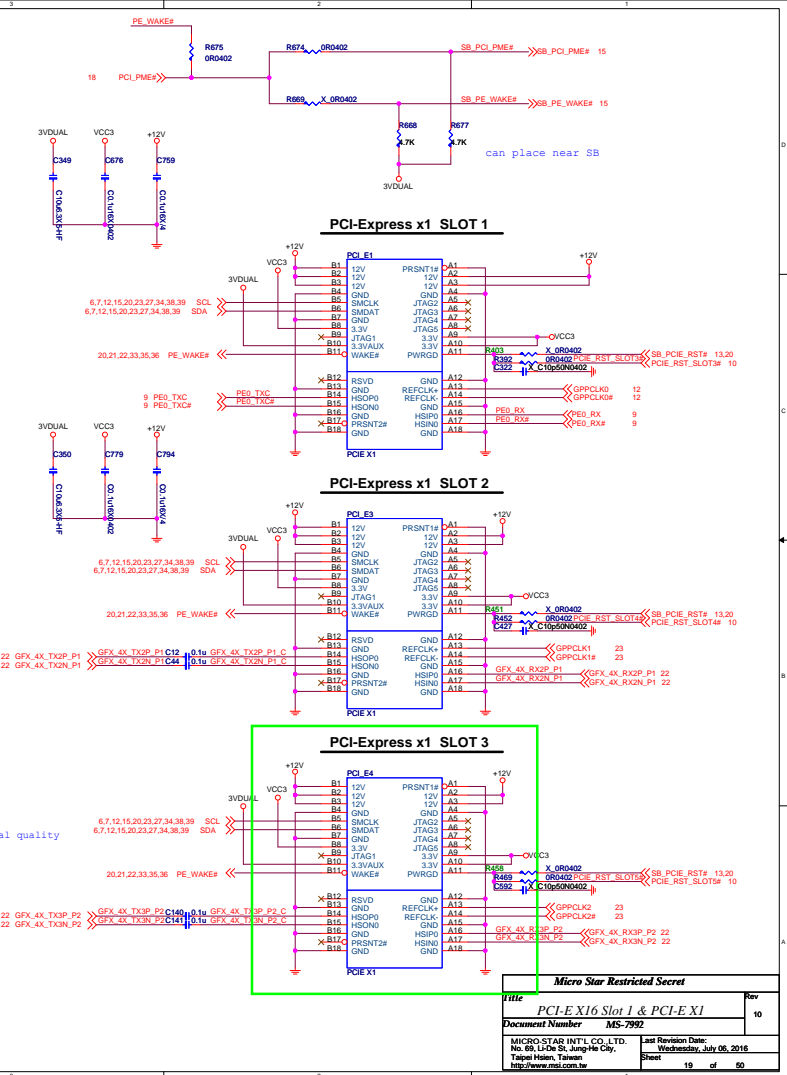 3 2 1
PE_WAKE#
R675
0R0402
R674 0R0402
SB_PCI_PME# SB_PCI_PME# 15
18 PCI_PME#
R669 X_0R0402
SB_PE_WAKE# SB_PE_WAKE# 15
R668 R677
4.7K 4.7K
can place near SB
3VDUAL
D
3VDUAL VCC3 +12V
C349 C676 C759
C10u6.3X5-HF C0.1u16X0402 C0.1u16X/4
PCI-Express x1 SLOT 1
+12V PCI_E1 +12V
VCC3
3VDUAL
B1 12V PRSNT1# A1
B2 12V 12V A2
B3 12V 12V A3
B4 GND GND A4
6,7,12,15,20,23,27,34,38,39 SCL B5 SMCLK JTAG2 A5
6,7,12,15,20,23,27,34,38,39 SDA B6 SMDAT JTAG3 A6
B7 GND JTAG4 A7
B8 3.3V JTAG5 A8
B9 JTAG1 3.3V A9 VCC3
B10 3.3VAUX 3.3V A10
20,21,22,33,35,36 PE_WAKE# B11 WAKE# PWRGD A11
R403 X_0R0402 SB_PCIE_RST# 13,20
R392 0R0402 PCIE_RST_SLOT3# PCIE_RST_SLOT3# 10
C322 X_C10p50N0402
B12 RSVD GND A12
B13 GND REFCLK+ A13 GPPCLK0 12
9 PE0_TXC PE0_TXC B14 HSOP0 REFCLK- A14 GPPCLK0# 12
9 PE0_TXC# PE0_TXC# B15 HSON0 GND A15
B16 GND HSIP0 A16 PE0_RX PE0_RX 9
B17 PRSNT2# HSIN0 A17 PE0_RX# PE0_RX# 9
B18 GND GND A18
PCIE X1
C
3VDUAL VCC3 +12V
C350 C779 C794
C10u6.3X5-HF C0.1u16X0402 C0.1u16X/4
PCI-Express x1 SLOT 2
+12V PCI_E3 +12V
VCC3
3VDUAL
B1 12V PRSNT1# A1
B2 12V 12V A2
B3 12V 12V A3
B4 GND GND A4
6,7,12,15,20,23,27,34,38,39 SCL B5 SMCLK JTAG2 A5
6,7,12,15,20,23,27,34,38,39 SDA B6 SMDAT JTAG3 A6
B7 GND JTAG4 A7
B8 3.3V JTAG5 A8
B9 JTAG1 3.3V A9 VCC3
B10 3.3VAUX 3.3V A10
20,21,22,33,35,36 PE_WAKE# B11 WAKE# PWRGD A11
R451 X_0R0402 SB_PCIE_RST# 13,20
R452 0R0402 PCIE_RST_SLOT4# PCIE_RST_SLOT4# 10
C427 X_C10p50N0402
B12 RSVD GND A12
B13 GND REFCLK+ A13 GPPCLK1 23
22 GFX_4X_TX2P_P1 GFX_4X_TX2P_P1 C12 0.1u GFX_4X_TX2P_P1_C B14 HSOP0 REFCLK- A14 GPPCLK1# 23
22 GFX_4X_TX2N_P1 GFX_4X_TX2N_P1 C44 0.1u GFX_4X_TX2N_P1_C B15 HSON0 GND A15
B16 GND HSIP0 A16 GFX_4X_RX2P_P1 GFX_4X_RX2P_P1 22
B17 PRSNT2# HSIN0 A17 GFX_4X_RX2N_P1 GFX_4X_RX2N_P1 22
B18 GND GND A18
PCIE X1
B
PCI-Express x1 SLOT 3
+12V PCI_E4 +12V
VCC3
3VDUAL
B1 12V PRSNT1# A1
B2 12V 12V A2
B3 12V 12V A3
B4 GND GND A4
6,7,12,15,20,23,27,34,38,39 SCL B5 SMCLK JTAG2 A5
6,7,12,15,20,23,27,34,38,39 SDA B6 SMDAT JTAG3 A6
al quality
B7 GND JTAG4 A7
B8 3.3V JTAG5 A8
B9 JTAG1 3.3V A9 VCC3
B10 3.3VAUX 3.3V A10
20,21,22,33,35,36 PE_WAKE# B11 WAKE# PWRGD A11
R458 X_0R0402 SB_PCIE_RST# 13,20
R469 0R0402 PCIE_RST_SLOT5# PCIE_RST_SLOT5# 10
C592 X_C10p50N0402
B12 RSVD GND A12
B13 GND REFCLK+ A13 GPPCLK2 23
22 GFX_4X_TX3P_P2 GFX_4X_TX3P_P2 C140 0.1u GFX_4X_TX3P_P2_C B14 HSOP0 REFCLK- A14 GPPCLK2# 23
22 GFX_4X_TX3N_P2 GFX_4X_TX3N_P2 C141 0.1u GFX_4X_TX3N_P2_C B15 HSON0 GND A15
B16 GND HSIP0 A16 GFX_4X_RX3P_P2 GFX_4X_RX3P_P2 22
B17 PRSNT2# HSIN0 A17 GFX_4X_RX3N_P2 GFX_4X_RX3N_P2 22
B18 GND GND A18
PCIE X1
A
Micro Star Restricted Secret
Title Rev
PCI-E X16 Slot 1 & PCI-E X1 10
Document Number MS-7992
MICRO-STAR INT'L CO.,LTD.
No. 69, Li-De St, Jung-He City,
Taipei Hsien, Taiwan
http://www.msi.com.tw
Last Revision Date:
Wednesday, July 06, 2016
Sheet
19 of 50